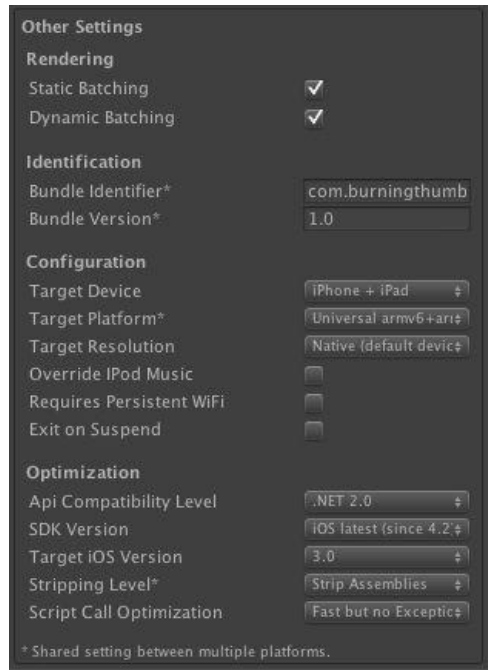 Other Settings
Rendering
Static Batching
Dynamic Batching
Identification
Bundle Identifier* com.burningthumb
Bundle Version* 1.0
Configuration
Target Device iPhone + iPad
Target Platform* Universal armv6+arı
Target Resolution Native (default devic
Override IPod Music
Requires Persistent WiFi
Exit on Suspend
Optimization
Api Compatibility Level .NET 2.0
SDK Version iOS latest (since 4.2
Target iOS Version 3.0
Stripping Level* Strip Assemblies
Script Call Optimization Fast but no Exceptic
* Shared setting between multiple platforms.